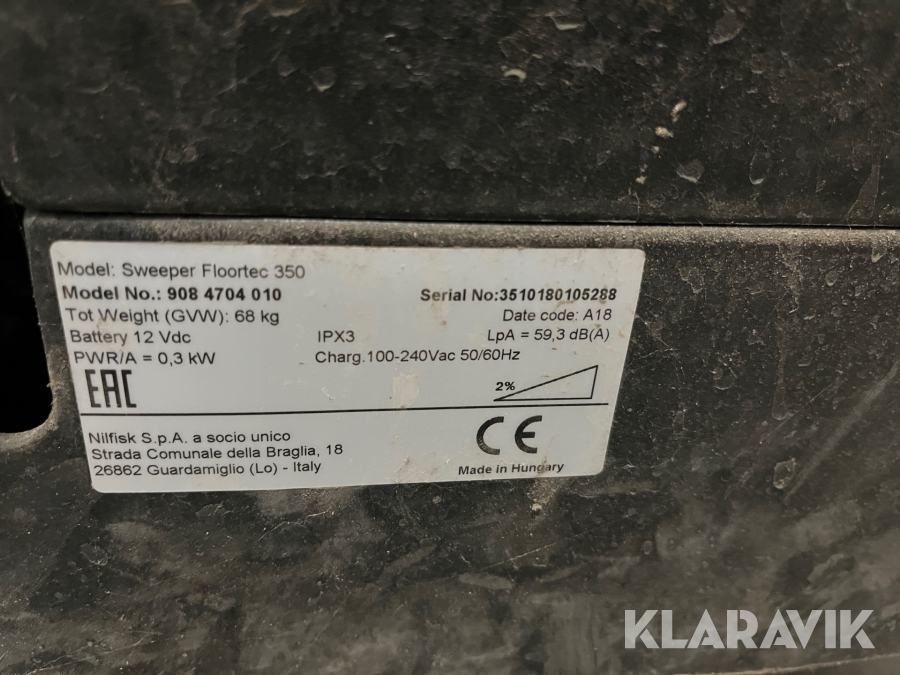 Model: Sweeper Floortec 350
Model No.: 908 4704 010 Serial No:3510180105288
Tot Weight (GVW): 68 kg Date code: A18
Battery 12 Vdc IPX3 LpA = 59,3 dB(A)
PWR/A = 0,3 kW Charg.100-240Vac 50/60Hz
EAC
2%
Nilfisk S.p.A. a socio unico
Strada Comunale della Braglia, 18
26862 Guardamiglio (Lo) - Italy
CE
Made in Hungary
KLARAVIK